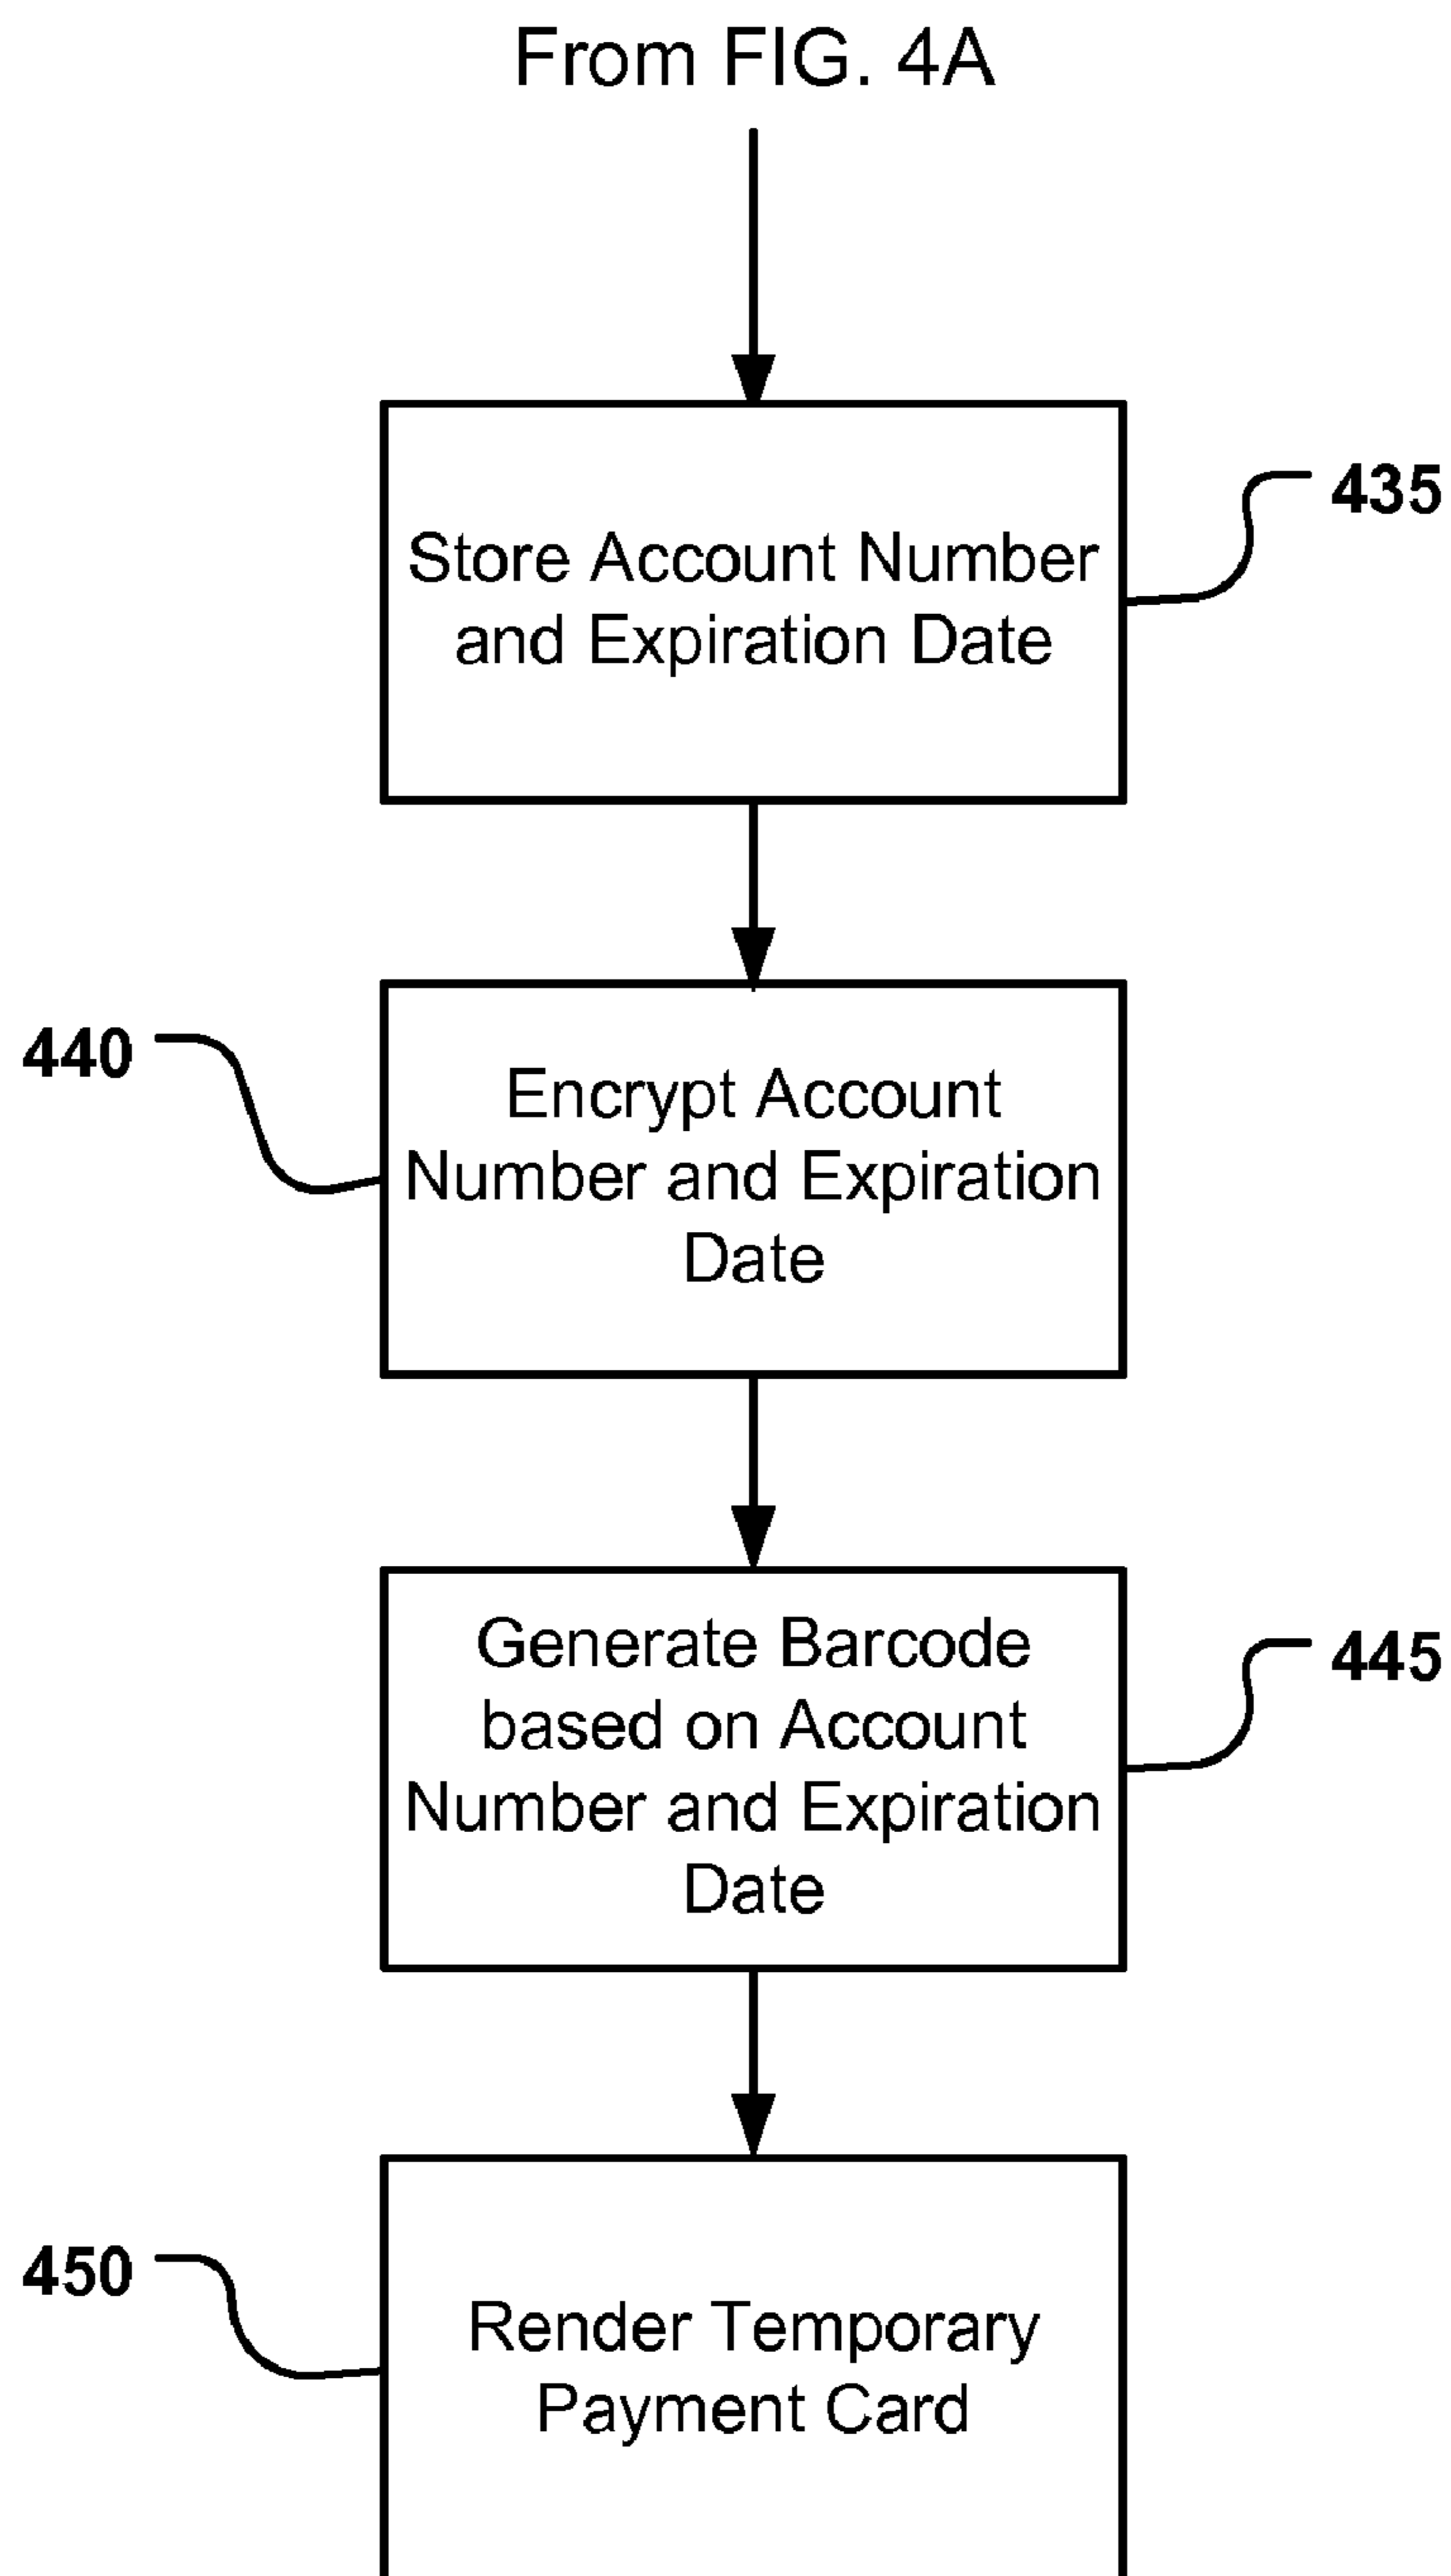 From FIG. 4A
Store Account Number
and Expiration Date
435
440
Encrypt Account
Number and Expiration
Date
Generate Barcode
based on Account
Number and Expiration
Date
445
450
Render Temporary
Payment Card